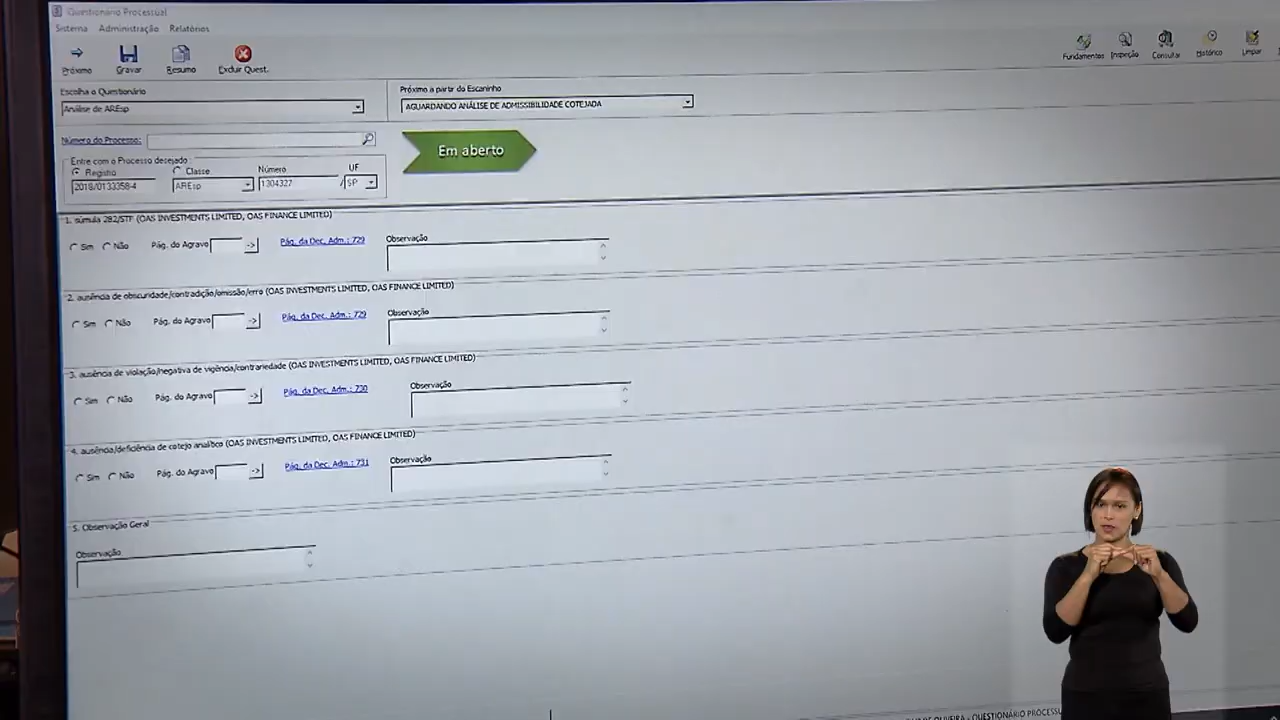 Questionário Processual
Sistema Administração Relatórios
Próximo Gravar Resumo Excluir Quest. Fundamentos Inspeção Consultar Histórico Limpar
Escolha o Questionário
Análise de AREsp
Próximo a partir do Escaninho
AGUARDANDO ANÁLISE DE ADMISSIBILIDADE COTEJADA
Número do Processo:
Em aberto
Entre com o Processo desejado
Registro Classe Número UF
2018/0133358-4 AREsp 1304327 / SP
1. súmula 282/STF (OAS INVESTMENTS LIMITED, OAS FINANCE LIMITED)
Sim Não Pág. do Agravo -> Pág. da Dec. Adm.: 729 Observação
2. ausência de obscuridade/contradição/omissão/erro (OAS INVESTMENTS LIMITED, OAS FINANCE LIMITED)
Sim Não Pág. do Agravo -> Pág. da Dec. Adm.: 729 Observação
3. ausência de violação/negativa de vigência/contrariedade (OAS INVESTMENTS LIMITED, OAS FINANCE LIMITED)
Sim Não Pág. do Agravo -> Pág. da Dec. Adm.: 730 Observação
4. ausência/deficiência de cotejo analítico (OAS INVESTMENTS LIMITED, OAS FINANCE LIMITED)
Sim Não Pág. do Agravo -> Pág. da Dec. Adm.: 731 Observação
5. Observação Geral
Observação
OLIVEIRA - QUESTIONÁRIO PROCESSU